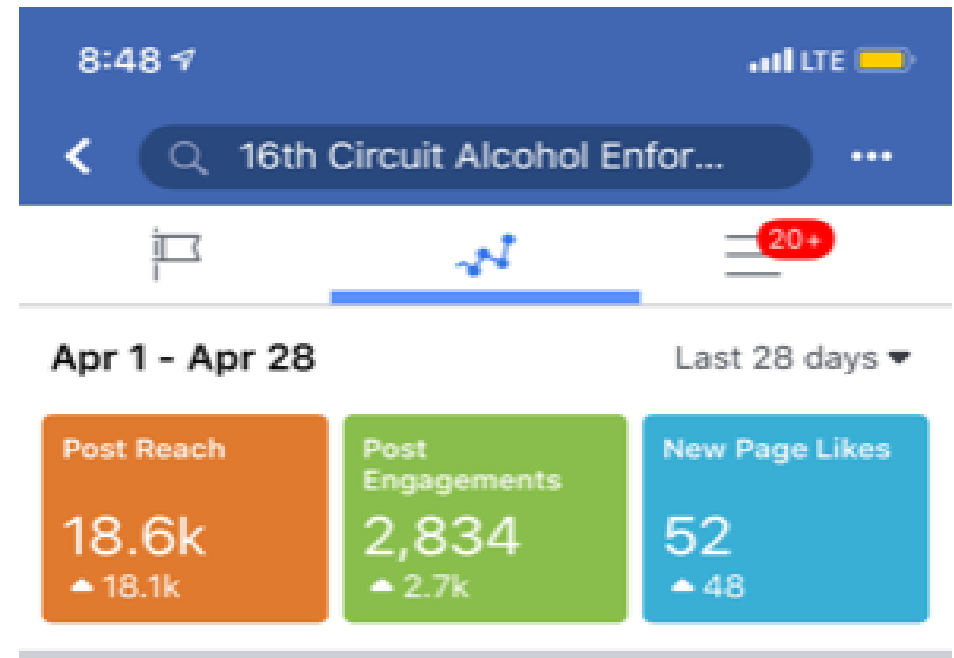 8:48 LTE
16th Circuit Alcohol Enfor...
20+
Apr 1 - Apr 28 Last 28 days
Post Reach
18.6k
18.1k
Post
Engagements
2,834
2.7k
New Page Likes
52
48